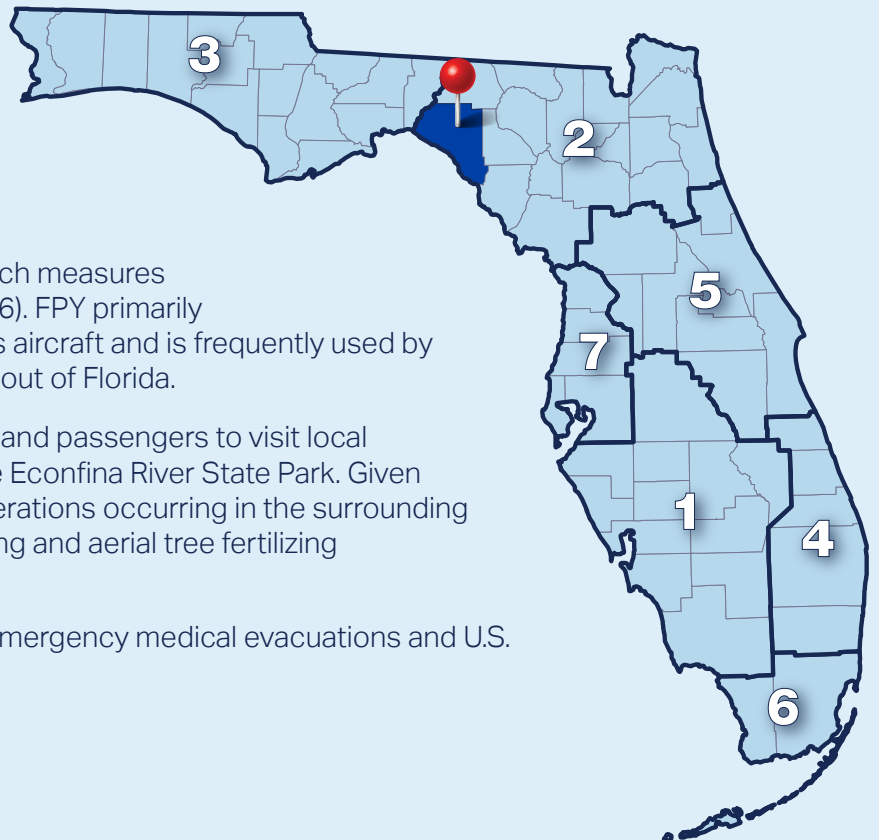 3
2
ch measures
6). FPY primarily
s aircraft and is frequently used by
out of Florida.
5
7
and passengers to visit local
e Econfina River State Park. Given
erations occurring in the surrounding
ng and aerial tree fertilizing
1
4
mergency medical evacuations and U.S.
6